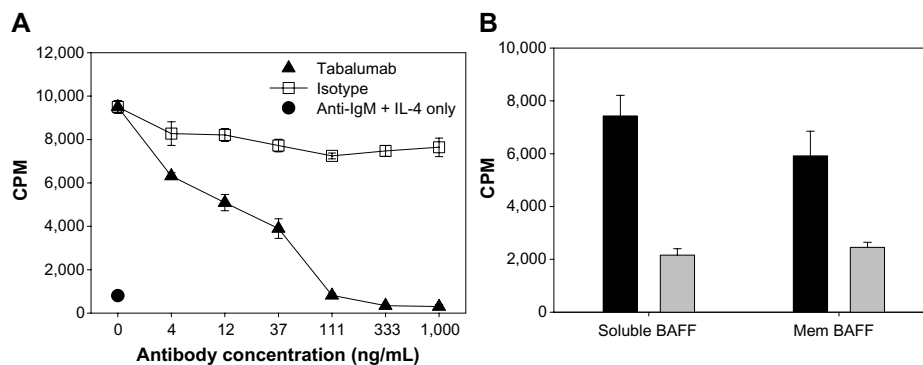 A
CPM
12,000
10,000
8,000
6,000
4,000
2,000
0
Tabalumab
Isotype
Anti-IgM + IL-4 only
0 4 12 37 111 333 1,000
Antibody concentration (ng/mL)
B
CPM
10,000
8,000
6,000
4,000
2,000
0
Soluble BAFF Mem BAFF